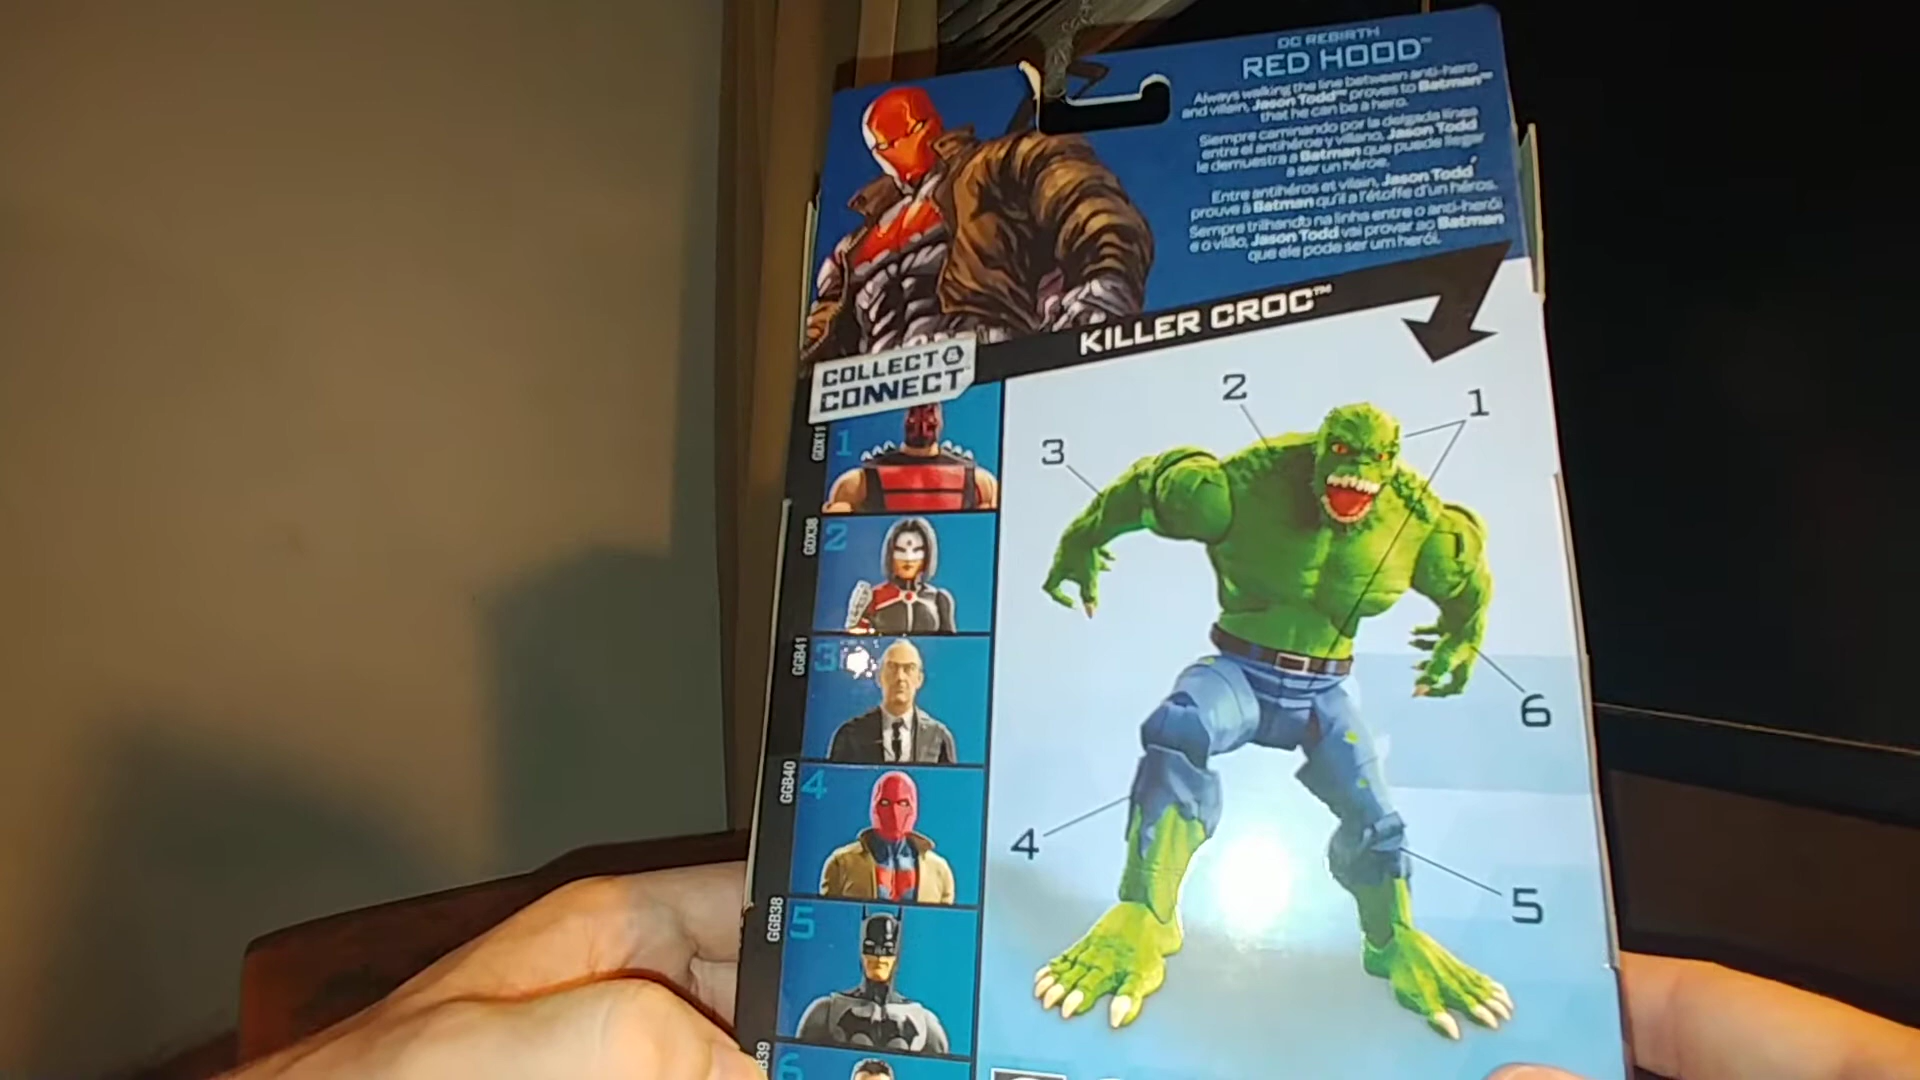 DC REBIRTH
RED HOOD™
Always walking the line between anti-hero
and villain, Jason Todd™ proves to Batman™
that he can be a hero.
Siempre caminando por la delgada línea
entre el antihéroe y villano, Jason Todd
le demuestra a Batman que puede llegar
a ser un héroe.
Entre antihéros et vilain, Jason Todd
prouve à Batman qu'il a l'étoffe d'un héros.
Sempre trilhando na linha entre o anti-herói
e o vilão, Jason Todd vai provar ao Batman
que ele pode ser um herói.
KILLER CROC™
COLLECT &
CONNECT™
GDX11
1
GDX38
2
GGB41
3
GGB40
4
GGB38
5
B39
6
1
2
3
4
5
6